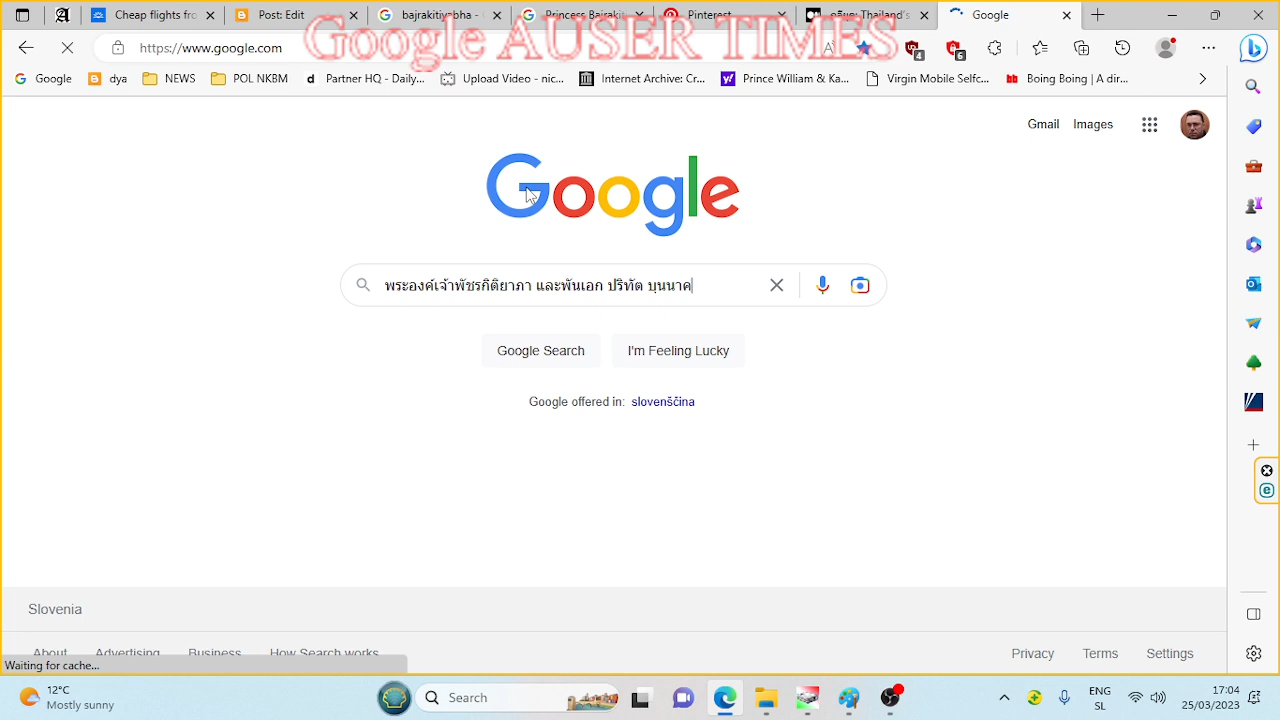 Cheap flights fro
Post Edit
bajrakitiyabha -
Princess Bajrakit
Pinterest
Thailand's
Google
https://www.google.com
Google AUSER TIMES
4
6
Google
dya
NEWS
POL NKBM
Partner HQ - Daily...
Upload Video - nic...
Internet Archive: Cr...
Prince William & Ka...
Virgin Mobile Selfc...
Boing Boing | A dir...
Gmail
Images
Google
พระองค์เจ้าพัชรกิติยาภา และพันเอก ปริทัต บุนนาค
Google Search
I'm Feeling Lucky
Google offered in: slovenščina
Slovenia
About
Advertising
Business
How Search works
Privacy
Terms
Settings
Waiting for cache...
12°C
Mostly sunny
Search
ENG
SL
17:04
25/03/2023